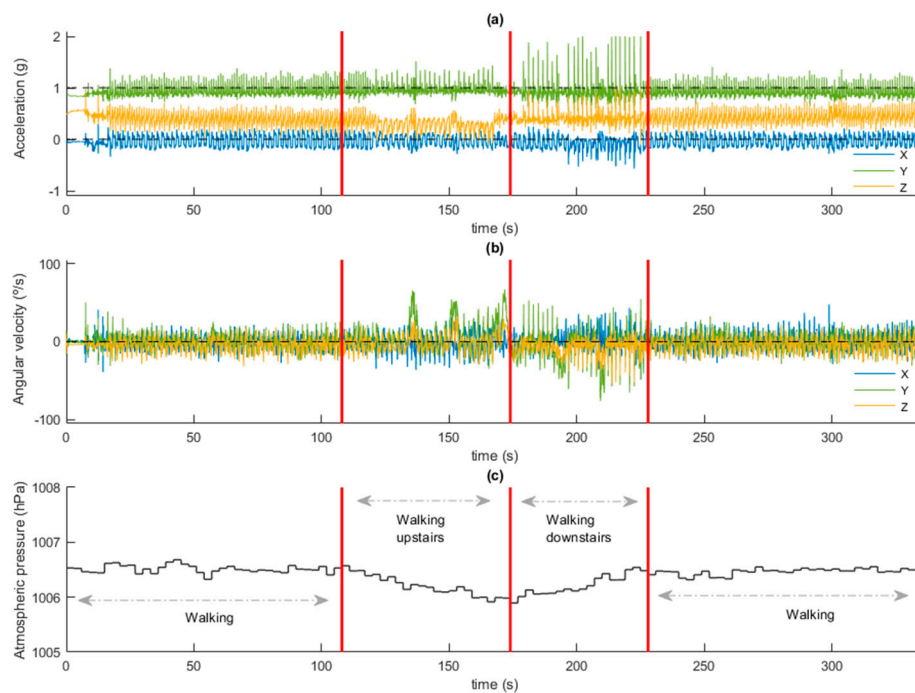 (a)
2
1
0
-1
Acceleration (g)
X
Y
Z
0 50 100 150 200 250 300
time (s)
(b)
100
0
-100
Angular velocity (º/s)
X
Y
Z
0 50 100 150 200 250 300
time (s)
(c)
1008
1007
1006
1005
Atmospheric pressure (hPa)
Walking
upstairs
Walking
downstairs
Walking
Walking
0 50 100 150 200 250 300
time (s)